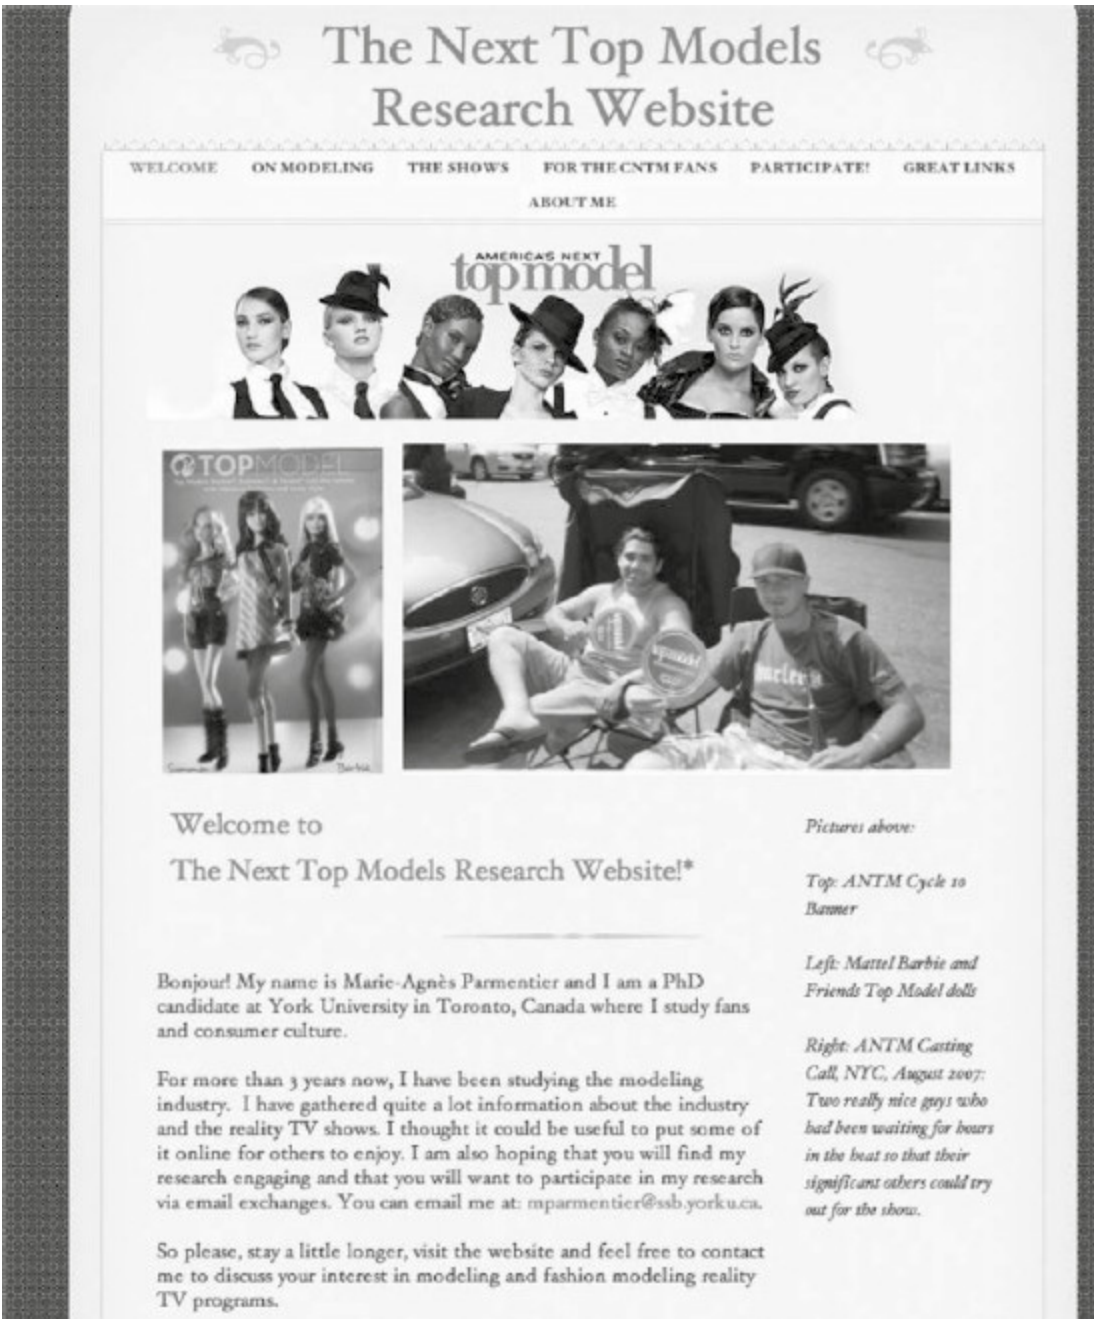 The Next Top Models
Research Website
WELCOME ON MODELING THE SHOWS FOR THE CNTM FANS PARTICIPATE! GREAT LINKS
ABOUT ME
AMERICA'S NEXT
top model
TOPMODEL
Summer
Barbie
Welcome to
The Next Top Models Research Website!*
Bonjour! My name is Marie-Agnès Parmentier and I am a PhD
candidate at York University in Toronto, Canada where I study fans
and consumer culture.
For more than 3 years now, I have been studying the modeling
industry. I have gathered quite a lot information about the industry
and the reality TV shows. I thought it could be useful to put some of
it online for others to enjoy. I am also hoping that you will find my
research engaging and that you will want to participate in my research
via email exchanges. You can email me at: mparmentier@ssb.yorku.ca.
So please, stay a little longer, visit the website and feel free to contact
me to discuss your interest in modeling and fashion modeling reality
TV programs.
Pictures above:
Top: ANTM Cycle 10
Banner
Left: Mattel Barbie and
Friends Top Model dolls
Right: ANTM Casting
Call, NYC, August 2007:
Two really nice guys who
had been waiting for hours
in the heat so that their
significant others could try
out for the show.